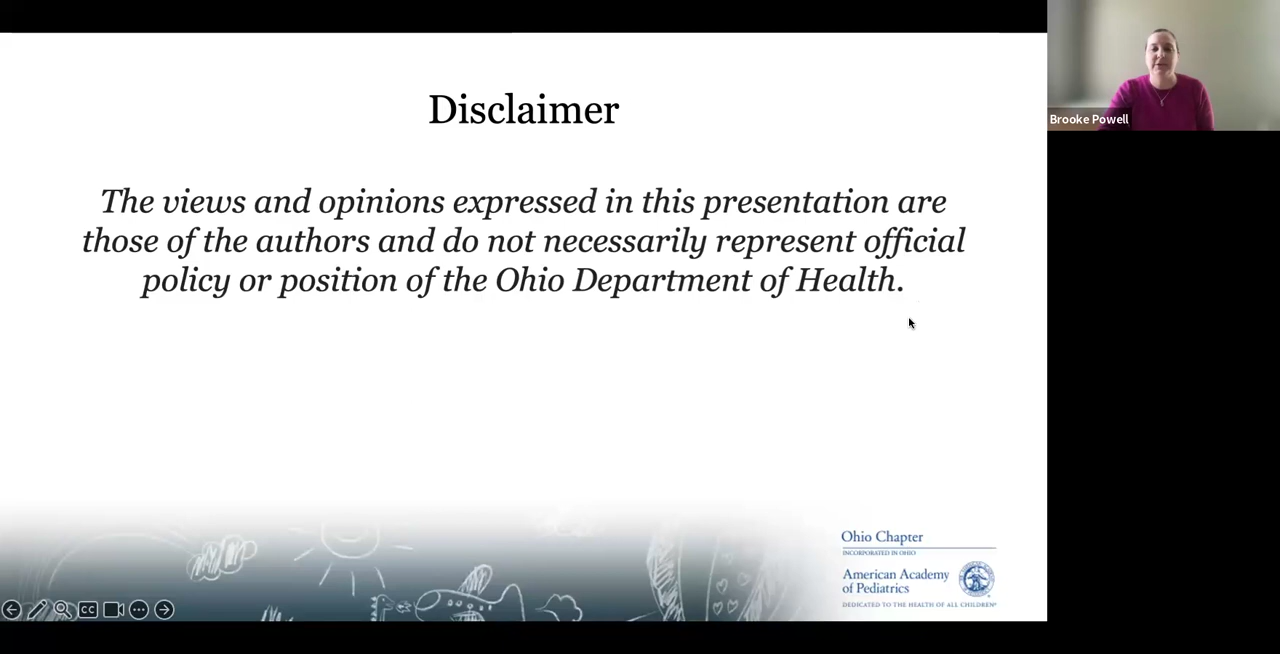 Disclaimer
The views and opinions expressed in this presentation are
those of the authors and do not necessarily represent official
policy or position of the Ohio Department of Health.
Brooke Powell
Ohio Chapter
INCORPORATED IN OHIO
American Academy
of Pediatrics
DEDICATED TO THE HEALTH OF ALL CHILDREN®
CC